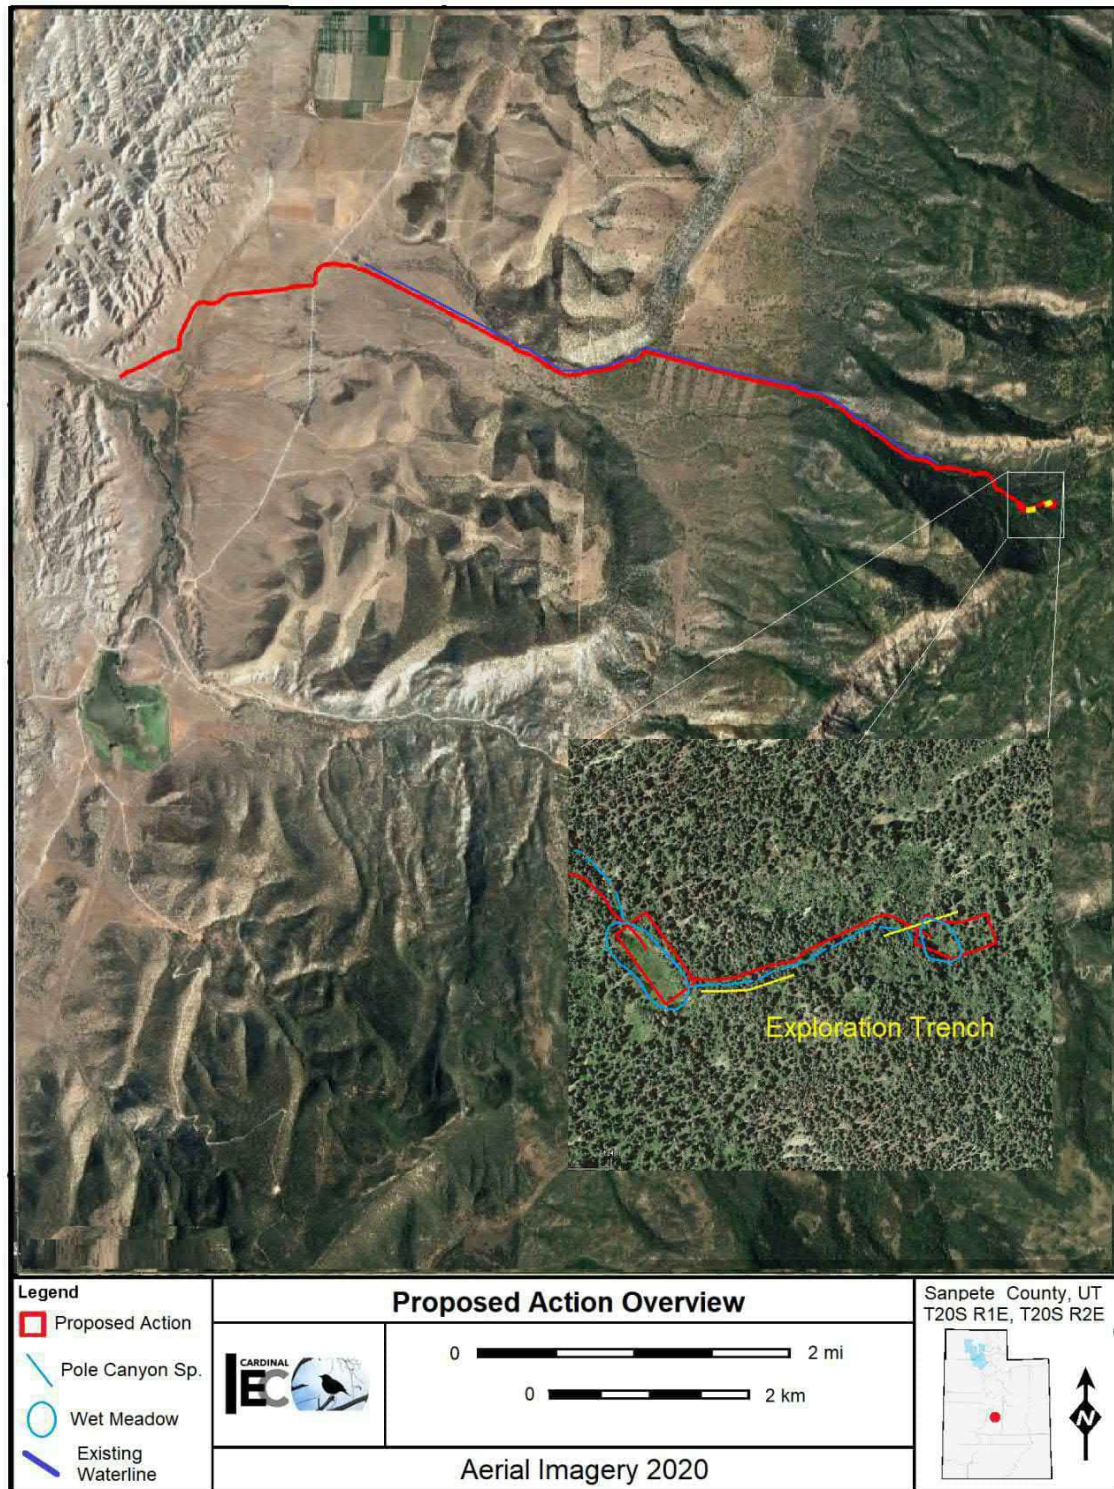 Exploration Trench
Legend
Proposed Action
Pole Canyon Sp.
Wet Meadow
Existing
Waterline
Proposed Action Overview
CARDINAL
IEC
0 2 mi
0 2 km
Aerial Imagery 2020
Sanpete County, UT
T20S R1E, T20S R2E
N